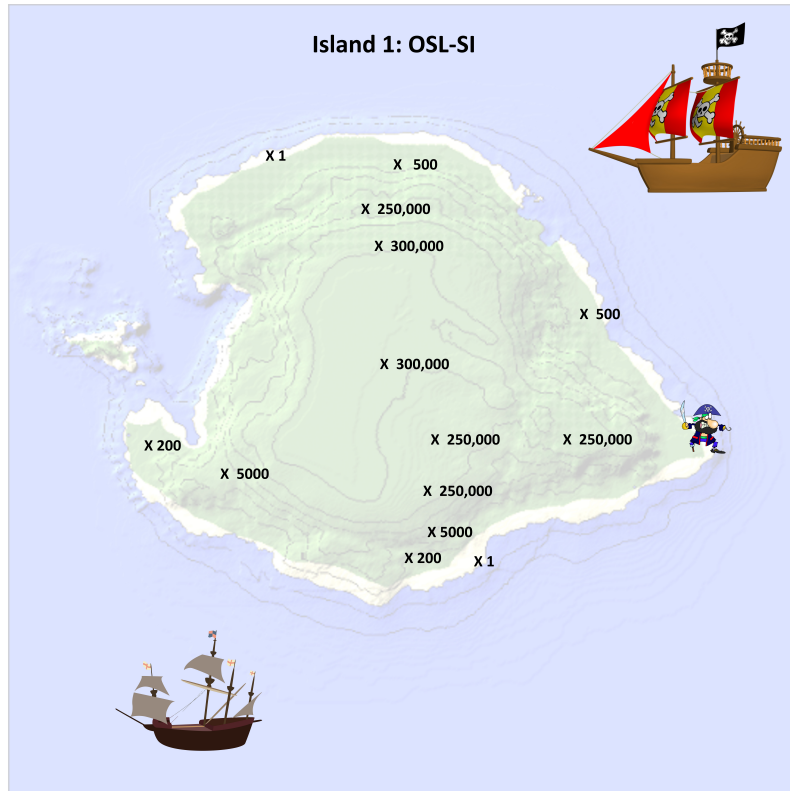 Island 1: OSL-SI
X 1
X 500
X 250,000
X 300,000
X 500
X 300,000
X 250,000
X 250,000
X 200
X 5000
X 250,000
X 5000
X 200
X 1